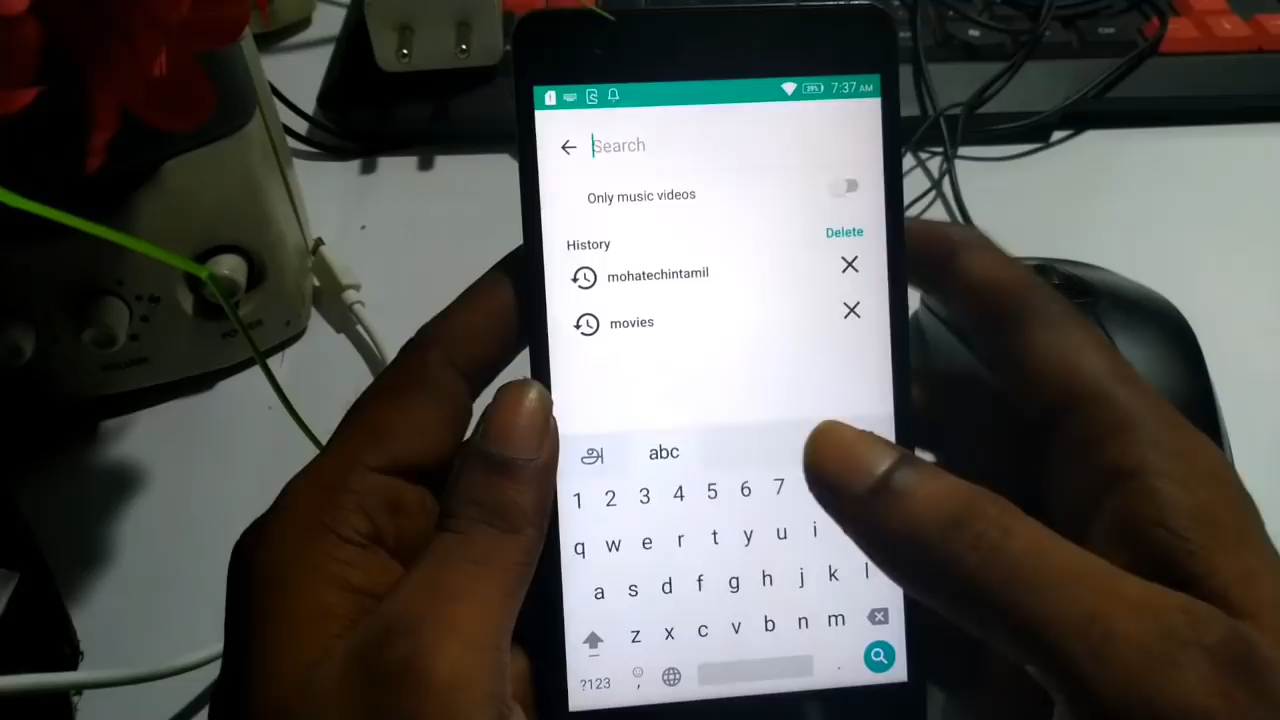 29% 7:37 AM
Search
Only music videos
History Delete
mohatechintamil
movies
அ abc
1 2 3 4 5 6 7
q w e r t y u i
a s d f g h j k l
z x c v b n m
?123 , .